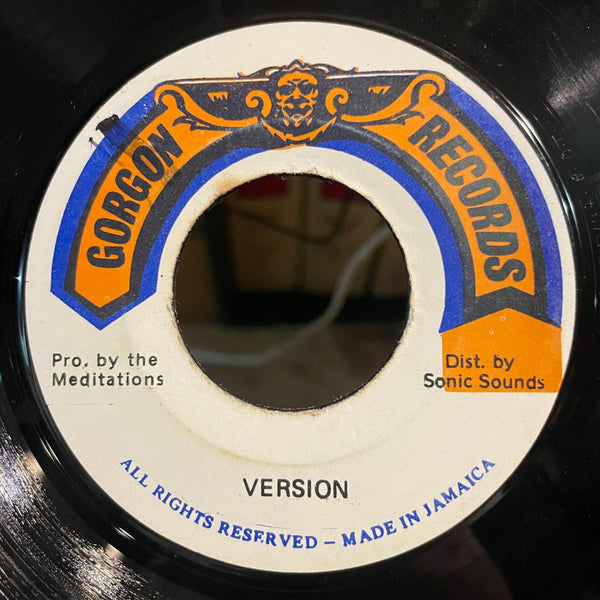 GORGON RECORDS
Pro. by the
Meditations
Dist. by
Sonic Sounds
VERSION
ALL RIGHTS RESERVED – MADE IN JAMAICA